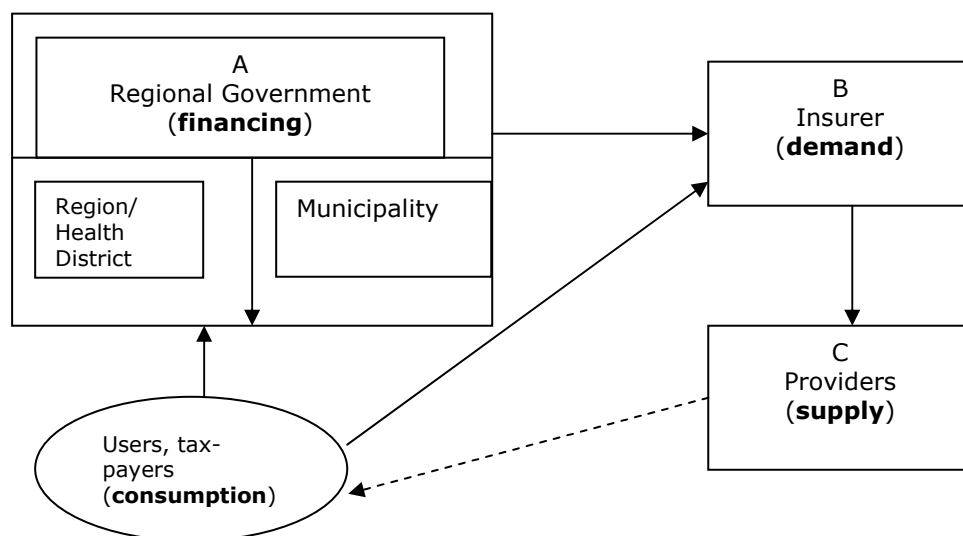 A
Regional Government
(financing)
B
Insurer
(demand)
Region/
Health
District
Municipality
C
Providers
(supply)
Users, tax-
payers
(consumption)